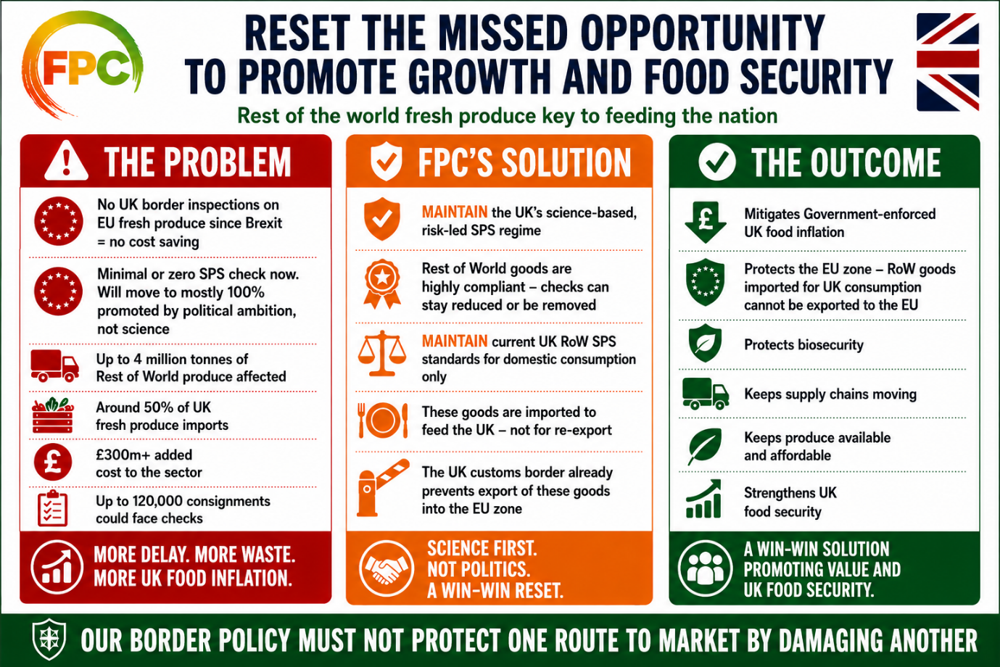 FPC
RESET THE MISSED OPPORTUNITY
TO PROMOTE GROWTH AND FOOD SECURITY
Rest of the world fresh produce key to feeding the nation
THE PROBLEM
No UK border inspections on
EU fresh produce since Brexit
= no cost saving
Minimal or zero SPS check now.
Will move to mostly 100%
promoted by political ambition,
not science
Up to 4 million tonnes of
Rest of World produce affected
Around 50% of UK
fresh produce imports
£
£300m+ added
cost to the sector
Up to 120,000 consignments
could face checks
MORE DELAY. MORE WASTE.
MORE UK FOOD INFLATION.
FPC'S SOLUTION
MAINTAIN the UK's science-based,
risk-led SPS regime
Rest of World goods are
highly compliant – checks can
stay reduced or be removed
MAINTAIN current UK RoW SPS
standards for domestic consumption
only
These goods are imported to
feed the UK – not for re-export
The UK customs border already
prevents export of these goods
into the EU zone
SCIENCE FIRST.
NOT POLITICS.
A WIN–WIN RESET.
THE OUTCOME
£
Mitigates Government-enforced
UK food inflation
Protects the EU zone – RoW goods
imported for UK consumption
cannot be exported to the EU
Protects biosecurity
Keeps supply chains moving
Keeps produce available
and affordable
Strengthens UK
food security
A WIN–WIN SOLUTION
PROMOTING VALUE AND
UK FOOD SECURITY.
OUR BORDER POLICY MUST NOT PROTECT ONE ROUTE TO MARKET BY DAMAGING ANOTHER